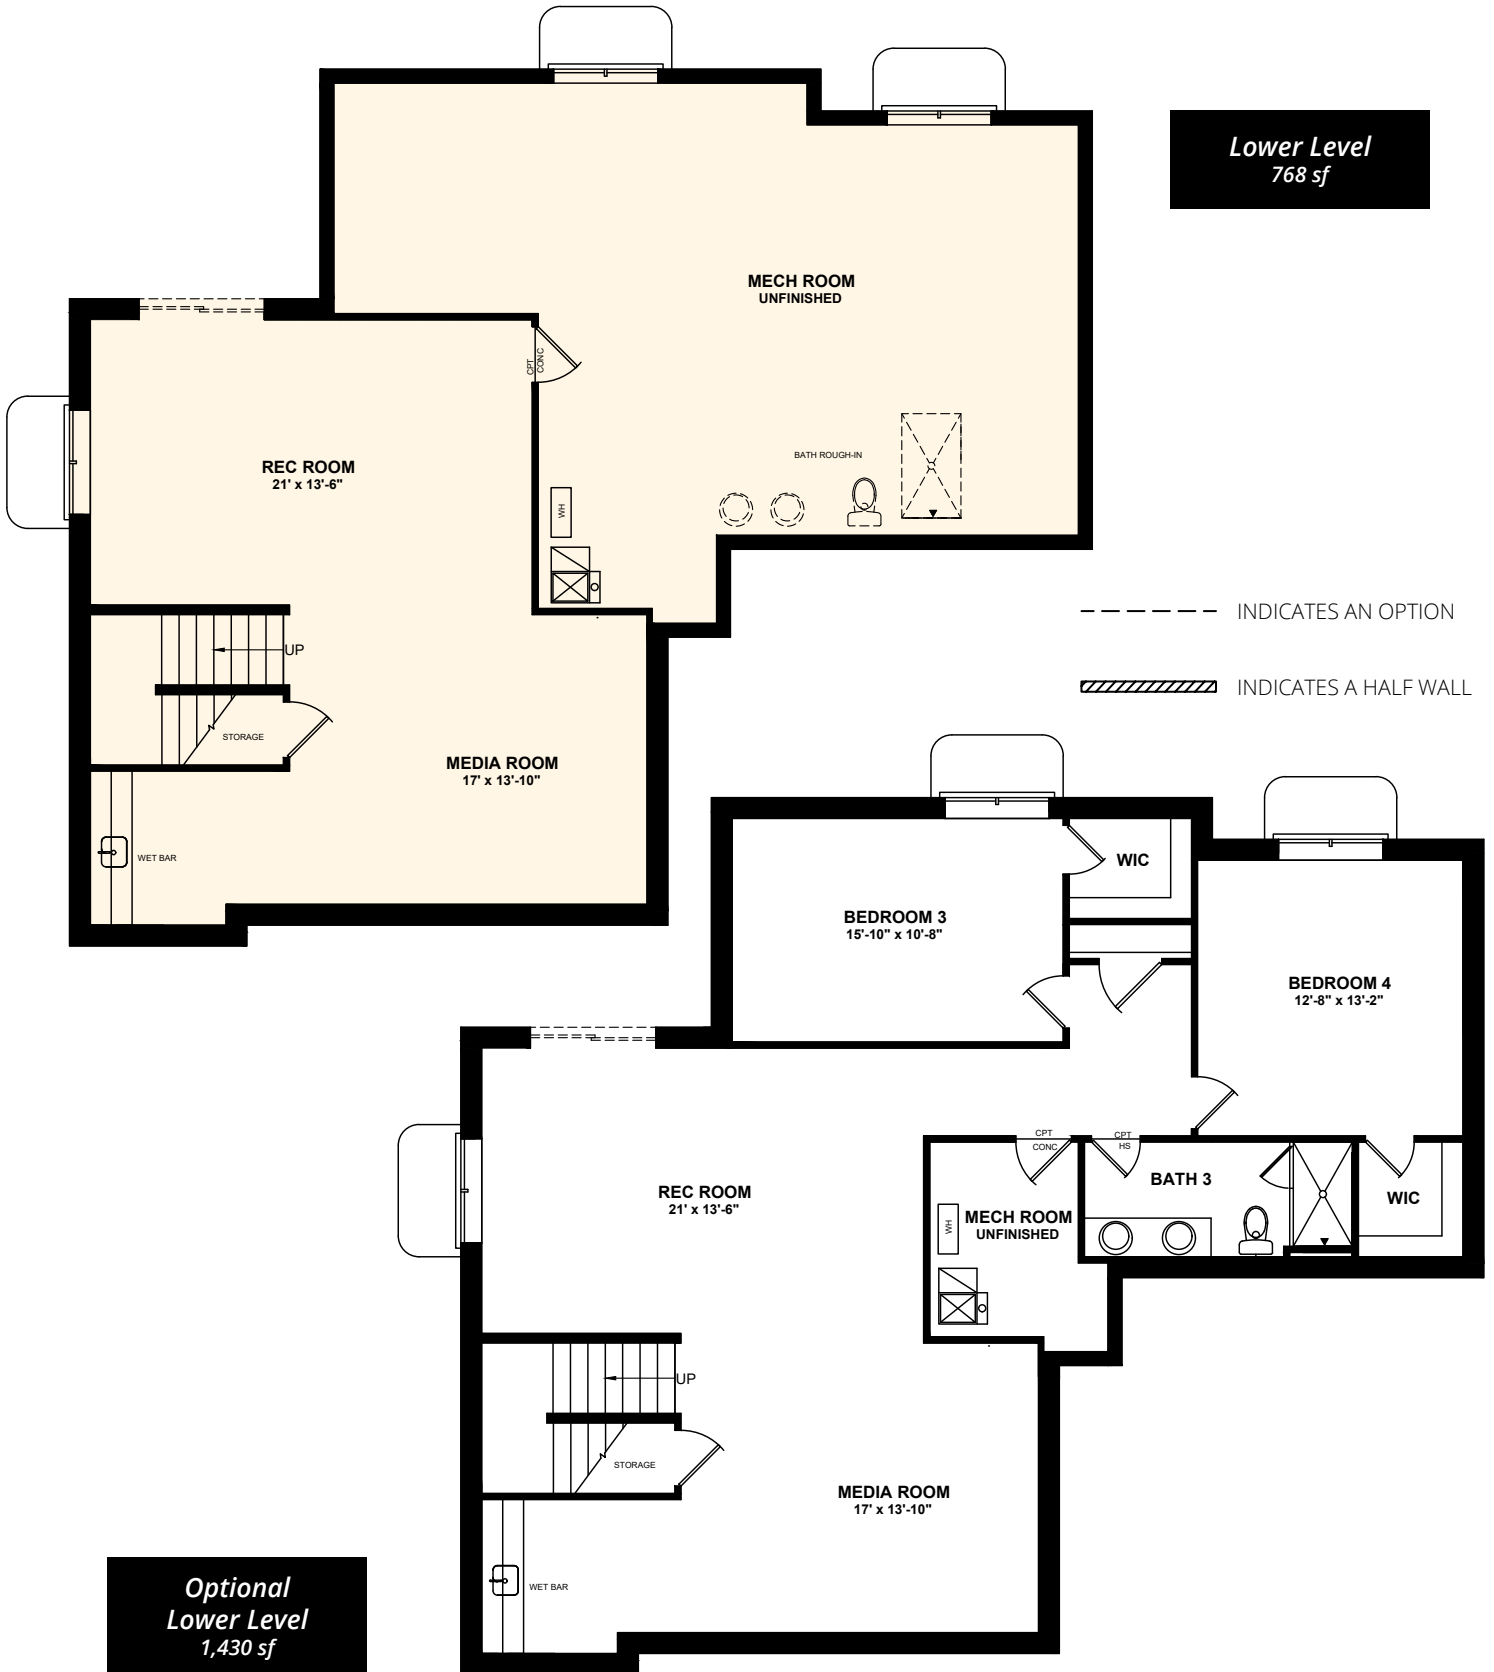 Lower Level
768 sf
MECH ROOM
UNFINISHED
CPT
CONC
REC ROOM
21' x 13'-6"
BATH ROUGH-IN
WH
INDICATES AN OPTION
UP
INDICATES A HALF WALL
STORAGE
MEDIA ROOM
17' x 13'-10"
WET BAR
WIC
BEDROOM 3
15'-10" x 10'-8"
BEDROOM 4
12'-8" x 13'-2"
CPT
CONC
CPT
HS
BATH 3
REC ROOM
21' x 13'-6"
WIC
MECH ROOM
UNFINISHED
WH
UP
STORAGE
MEDIA ROOM
17' x 13'-10"
WET BAR
Optional
Lower Level
1,430 sf